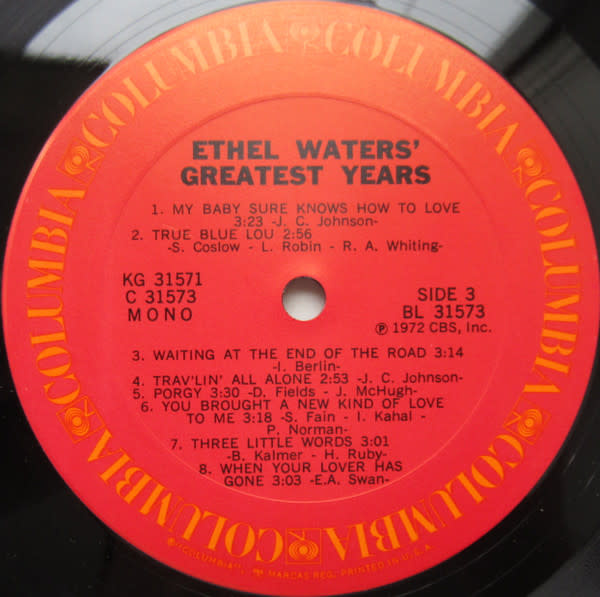 COLUMBIA COLUMBIA COLUMBIA COLUMBIA COLUMBIA COLUMBIA
ETHEL WATERS'
GREATEST YEARS
1. MY BABY SURE KNOWS HOW TO LOVE
3:23 -J. C. Johnson-
2. TRUE BLUE LOU 2:56
-S. Coslow - L. Robin - R. A. Whiting-
KG 31571
C 31573
MONO
SIDE 3
BL 31573
Ⓟ 1972 CBS, Inc.
3. WAITING AT THE END OF THE ROAD 3:14
-I. Berlin-
4. TRAV'LIN' ALL ALONE 2:53 -J. C. Johnson-
5. PORGY 3:30 -D. Fields - J. McHugh-
6. YOU BROUGHT A NEW KIND OF LOVE
TO ME 3:18 -S. Fain - I. Kahal -
P. Norman-
7. THREE LITTLE WORDS 3:01
-B. Kalmer - H. Ruby-
8. WHEN YOUR LOVER HAS
GONE 3:03 -E.A. Swan-
"COLUMBIA", MARCAS REG. PRINTED IN U.S.A.